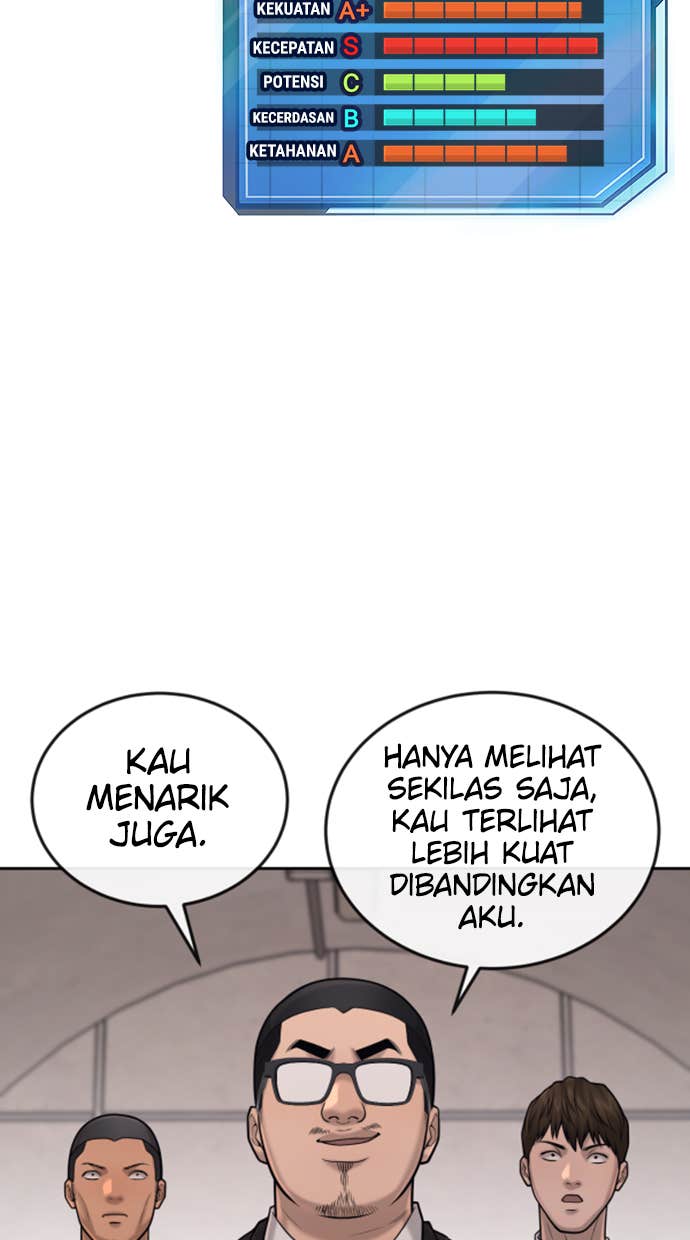 KEKUATAN A+
KECEPATAN S
POTENSI C
KECERDASAN B
KETAHANAN A
KAU
MENARIK
JUGA.
HANYA MELIHAT
SEKILAS SAJA,
KAU TERLIHAT
LEBIH KUAT
DIBANDINGKAN
AKU.